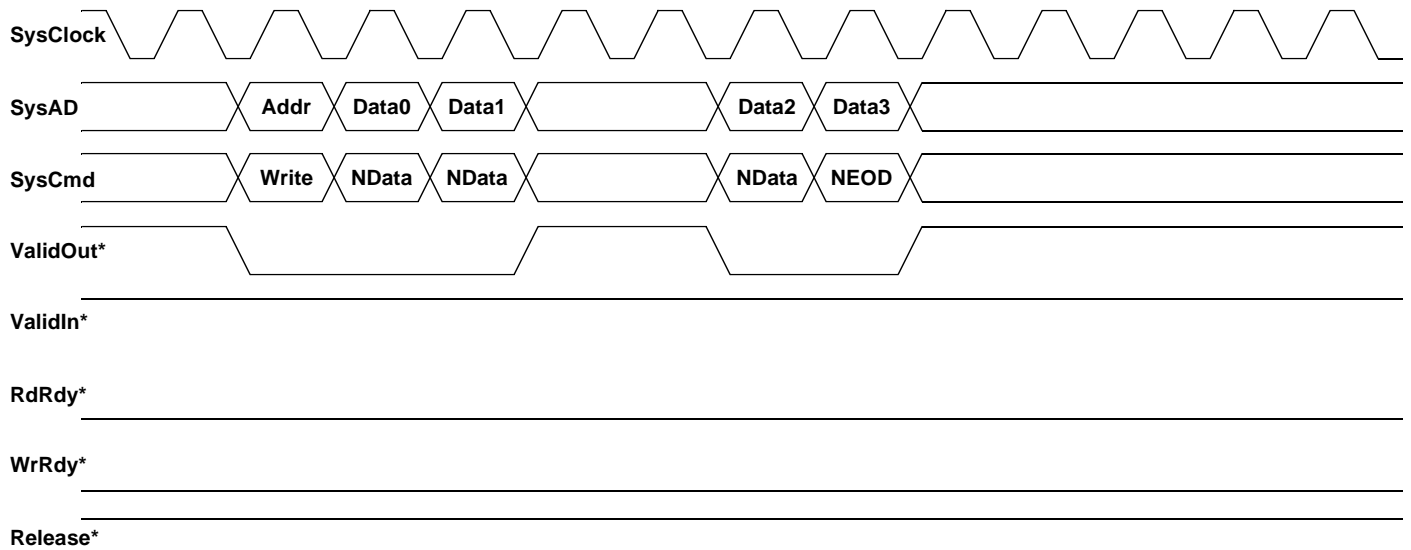 SysClock
SysAD Addr Data0 Data1 Data2 Data3
SysCmd Write NData NData NData NEOD
ValidOut*
ValidIn*
RdRdy*
WrRdy*
Release*